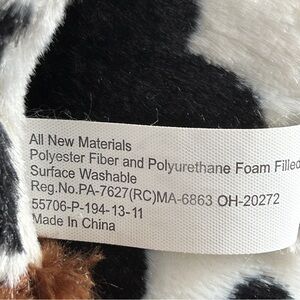 All New Materials
Polyester Fiber and Polyurethane Foam Filled
Surface Washable
Reg.No.PA-7627(RC)MA-6863 OH-20272
55706-P-194-13-11
Made In China